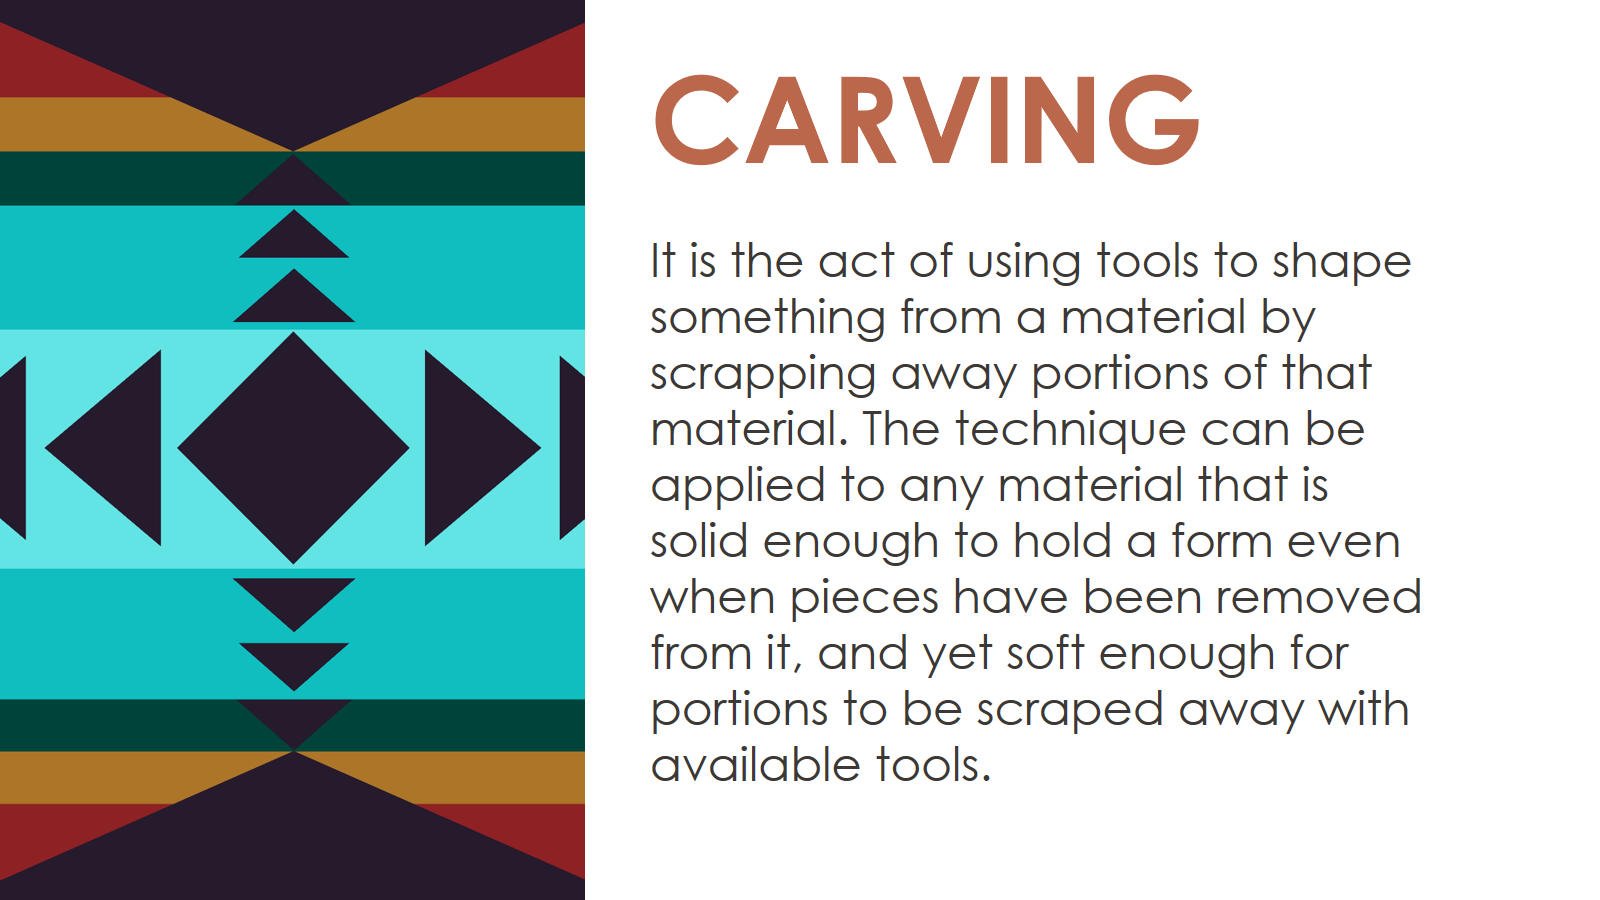 CARVING
It is the act of using tools to shape
something from a material by
scrapping away portions of that
material. The technique can be
applied to any material that is
solid enough to hold a form even
when pieces have been removed
from it, and yet soft enough for
portions to be scraped away with
available tools.